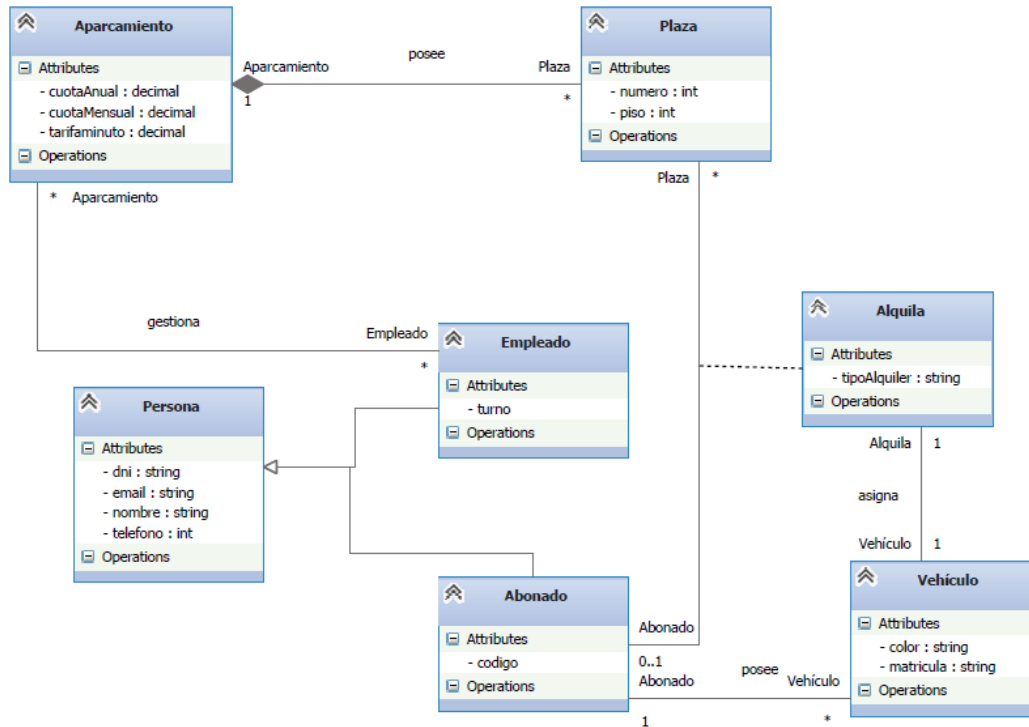 Aparcamiento
Attributes
- cuotaAnual : decimal
- cuotaMensual : decimal
- tarifaminuto : decimal
Operations
Aparcamiento
1
posee
Plaza
*
Plaza
Attributes
- numero : int
- piso : int
Operations
* Aparcamiento
Plaza *
gestiona
Empleado
*
Empleado
Attributes
- turno
Operations
Alquila
Attributes
- tipoAlquiler : string
Operations
Persona
Attributes
- dni : string
- email : string
- nombre : string
- telefono : int
Operations
Alquila 1
asigna
Vehículo 1
Abonado
Attributes
- codigo
Operations
Abonado
0..1
Abonado
1
posee
Vehículo
*
Vehículo
Attributes
- color : string
- matricula : string
Operations